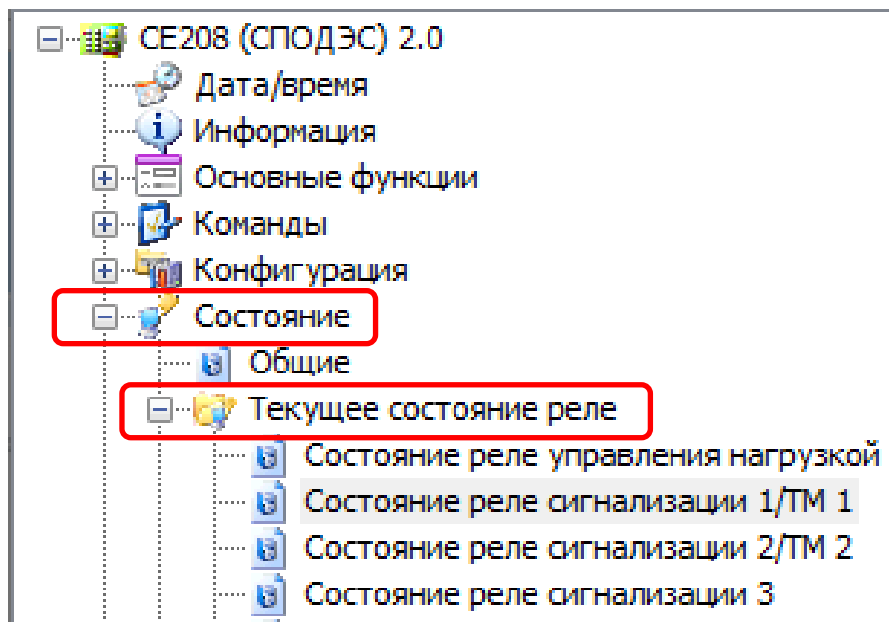 CE208 (СПОДЭС) 2.0
Дата/время
Информация
Основные функции
Команды
Конфигурация
Состояние
Общие
Текущее состояние реле
Состояние реле управления нагрузкой
Состояние реле сигнализации 1/ТМ 1
Состояние реле сигнализации 2/ТМ 2
Состояние реле сигнализации 3